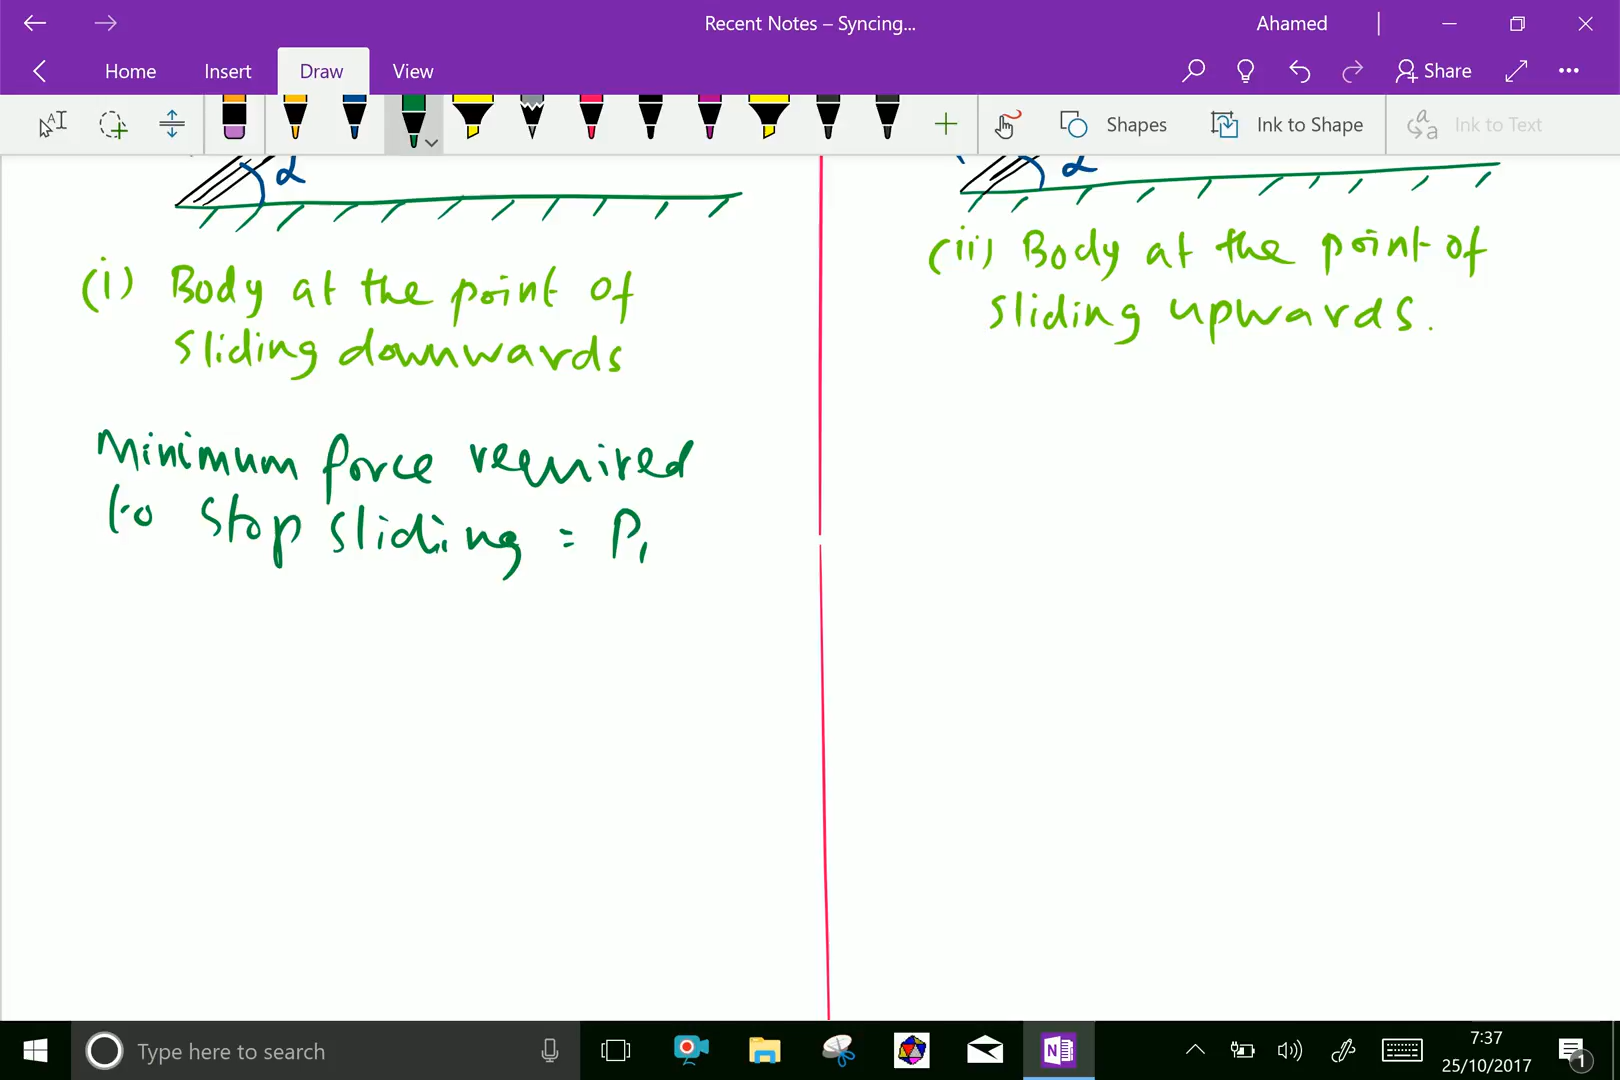 Recent Notes – Syncing...
Ahamed
Home
Insert
Draw
View
Share
Shapes
Ink to Shape
Ink to Text
α
α
(i) Body at the point of
sliding downwards
(ii) Body at the point of
sliding upwards.
Minimum force required
to stop sliding = P₁
Type here to search
7:37
25/10/2017
1